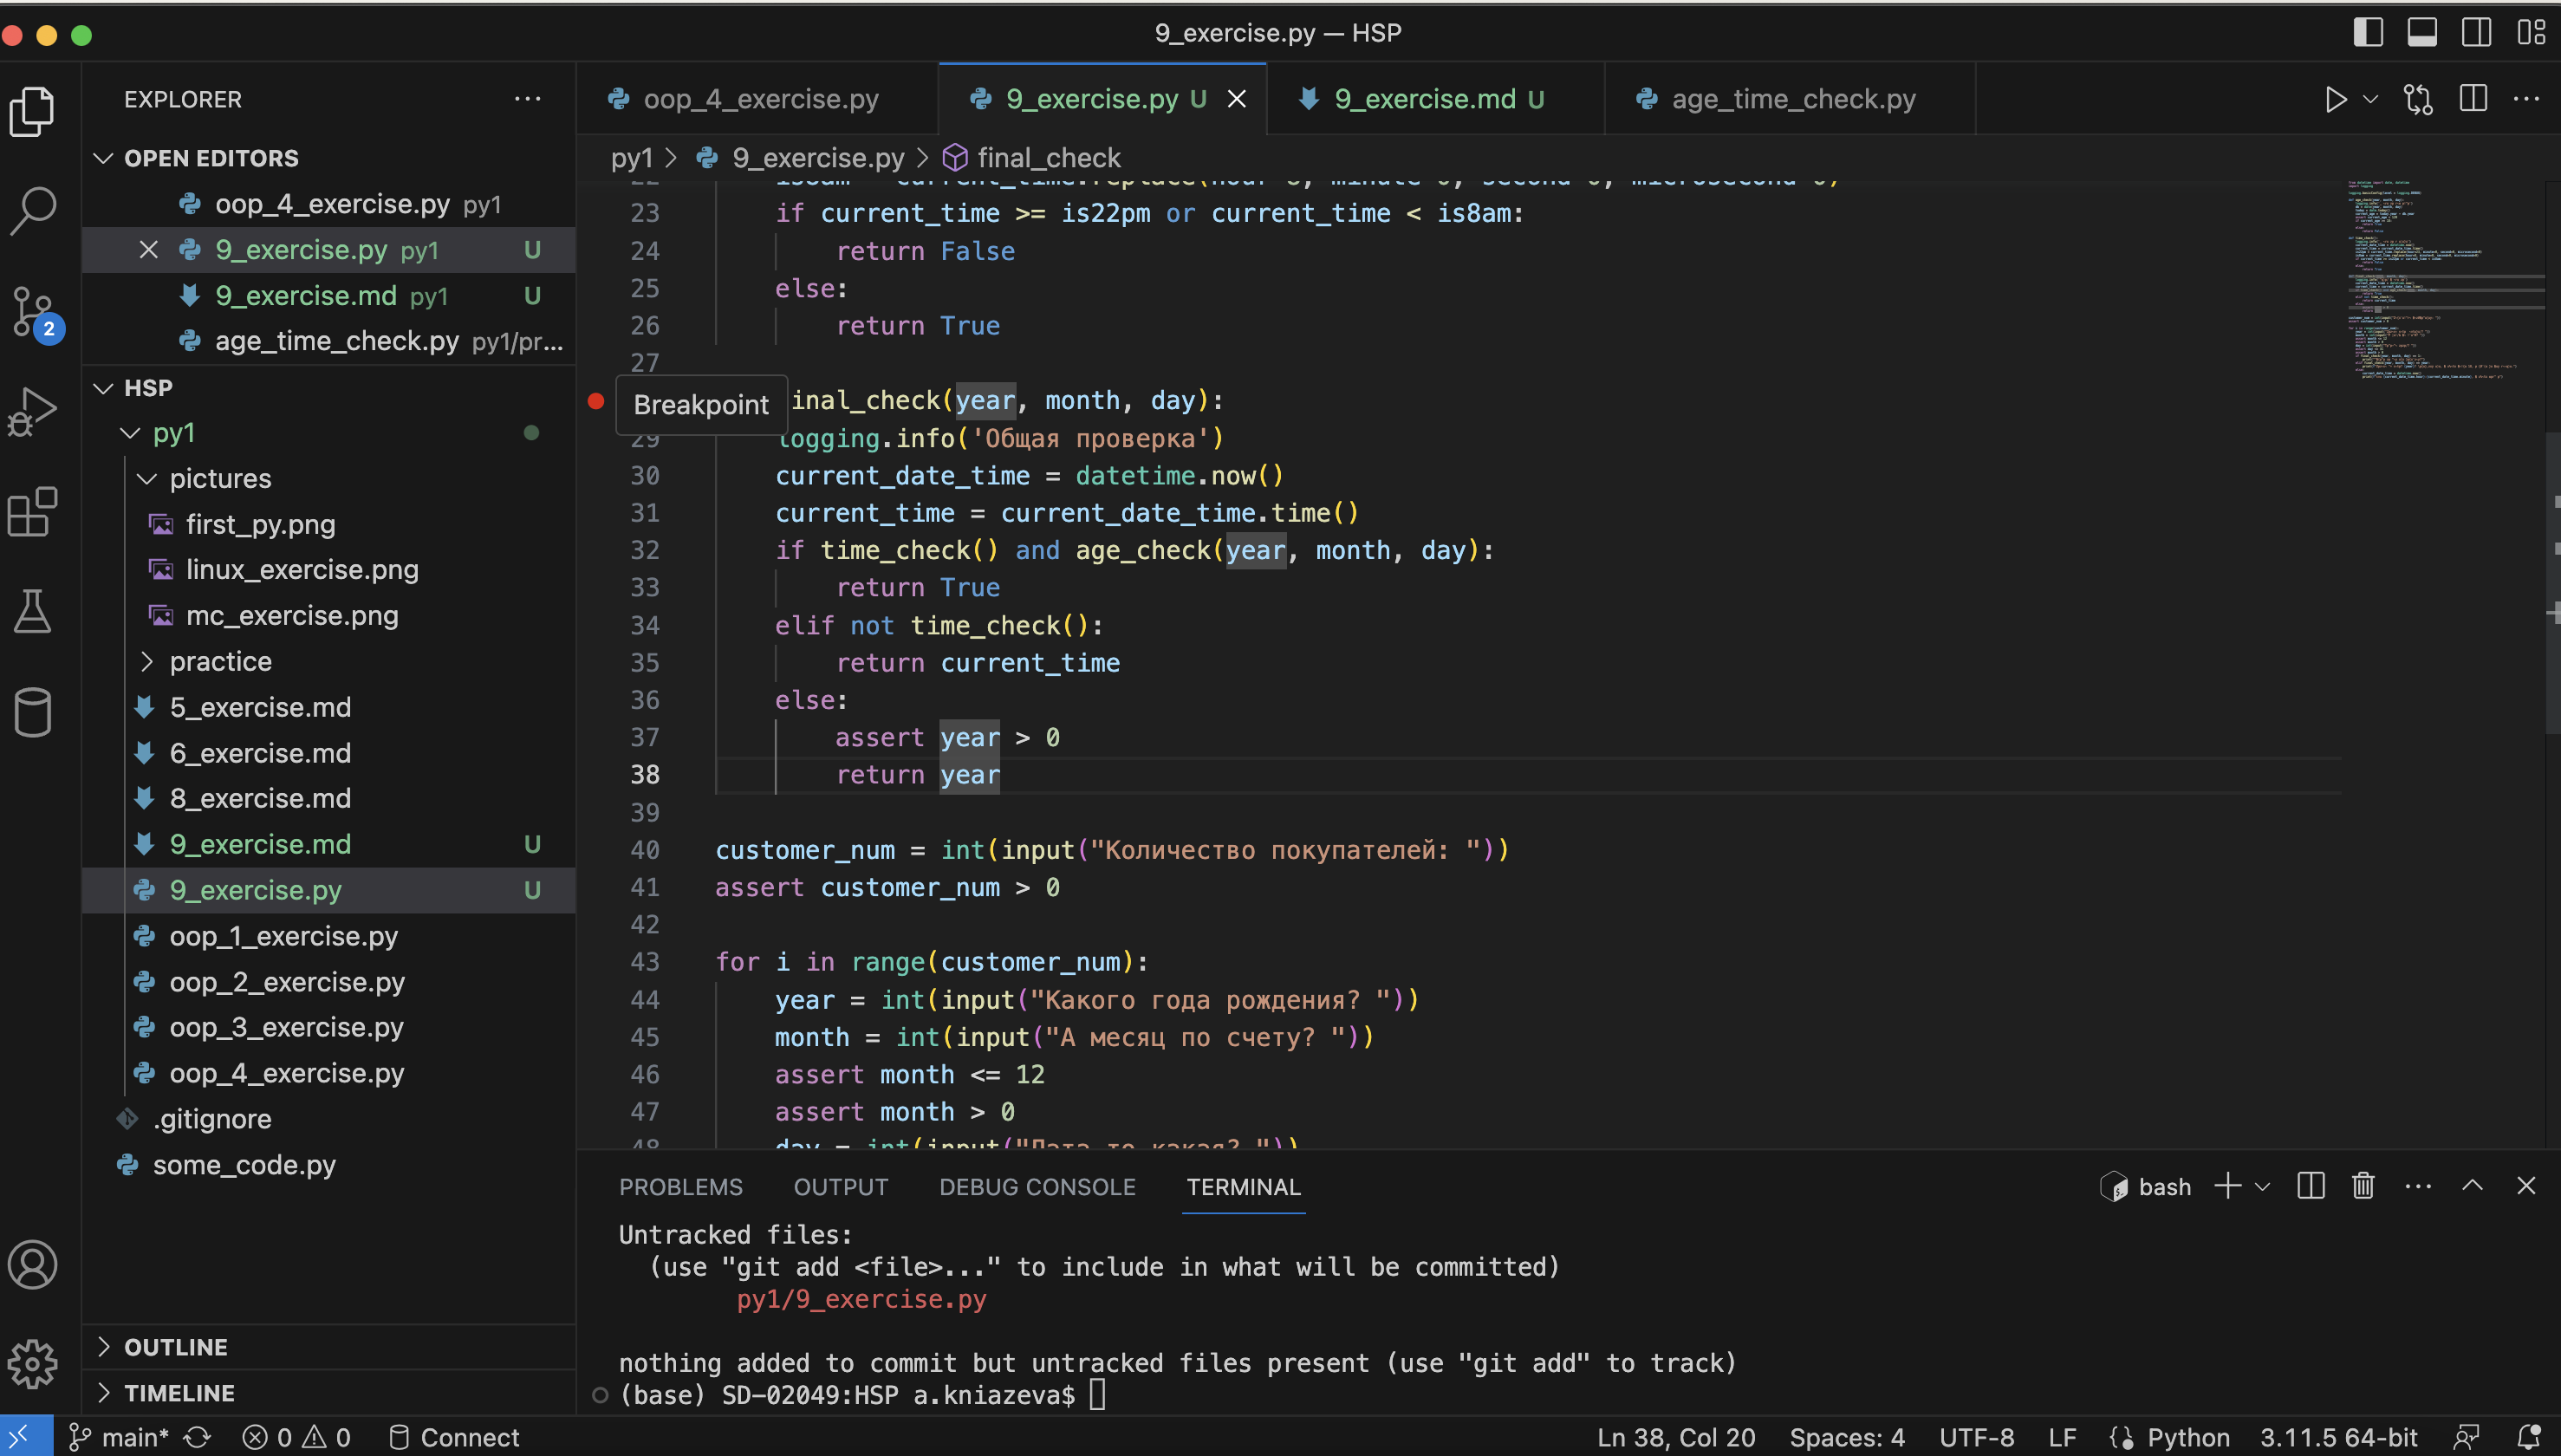 9_exercise.py — HSP
EXPLORER
OPEN EDITORS
oop_4_exercise.py py1
9_exercise.py py1 U
9_exercise.md py1 U
age_time_check.py py1/pr...
2
HSP
py1
pictures
first_py.png
linux_exercise.png
mc_exercise.png
practice
5_exercise.md
6_exercise.md
8_exercise.md
9_exercise.md U
9_exercise.py U
oop_1_exercise.py
oop_2_exercise.py
oop_3_exercise.py
oop_4_exercise.py
.gitignore
some_code.py
OUTLINE
TIMELINE
oop_4_exercise.py 9_exercise.py U 9_exercise.md U age_time_check.py
py1 > 9_exercise.py > final_check
23 if current_time >= is22pm or current_time < is8am:
24 return False
25 else:
26 return True
27
Breakpoint inal_check(year, month, day):
29 logging.info('Общая проверка')
30 current_date_time = datetime.now()
31 current_time = current_date_time.time()
32 if time_check() and age_check(year, month, day):
33 return True
34 elif not time_check():
35 return current_time
36 else:
37 assert year > 0
38 return year
39
40 customer_num = int(input("Количество покупателей: "))
41 assert customer_num > 0
42
43 for i in range(customer_num):
44 year = int(input("Какого года рождения? "))
45 month = int(input("А месяц по счету? "))
46 assert month <= 12
47 assert month > 0
48 day = int(input("Дата то какая? "))
PROBLEMS OUTPUT DEBUG CONSOLE TERMINAL bash
Untracked files:
(use "git add <file>..." to include in what will be committed)
py1/9_exercise.py
nothing added to commit but untracked files present (use "git add" to track)
(base) SD-02049:HSP a.kniazeva$
main* 0 0 Connect Ln 38, Col 20 Spaces: 4 UTF-8 LF Python 3.11.5 64-bit